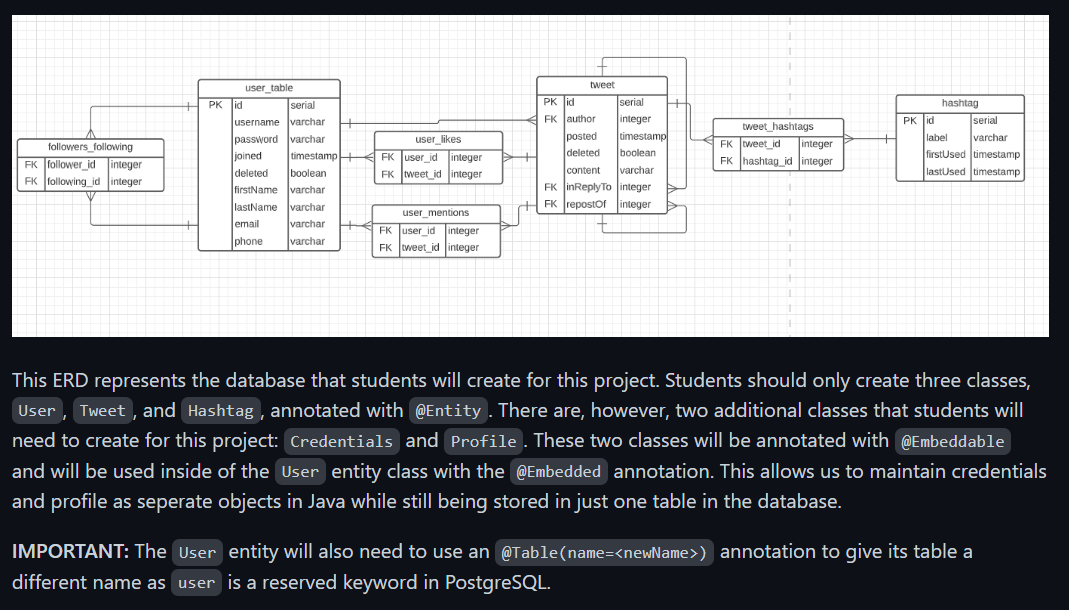 user_table
PK id serial
username varchar
password varchar
joined timestamp
deleted boolean
firstName varchar
lastName varchar
email varchar
phone varchar
followers_following
FK follower_id integer
FK following_id integer
user_likes
FK user_id integer
FK tweet_id integer
user_mentions
FK user_id integer
FK tweet_id integer
tweet
PK id serial
FK author integer
posted timestamp
deleted boolean
content varchar
FK inReplyTo integer
FK repostOf integer
tweet_hashtags
FK tweet_id integer
FK hashtag_id integer
hashtag
PK id serial
label varchar
firstUsed timestamp
lastUsed timestamp
This ERD represents the database that students will create for this project. Students should only create three classes,
User, Tweet, and Hashtag, annotated with @Entity. There are, however, two additional classes that students will
need to create for this project: Credentials and Profile. These two classes will be annotated with @Embeddable
and will be used inside of the User entity class with the @Embedded annotation. This allows us to maintain credentials
and profile as seperate objects in Java while still being stored in just one table in the database.
IMPORTANT: The User entity will also need to use an @Table(name=<newName>) annotation to give its table a
different name as user is a reserved keyword in PostgreSQL.